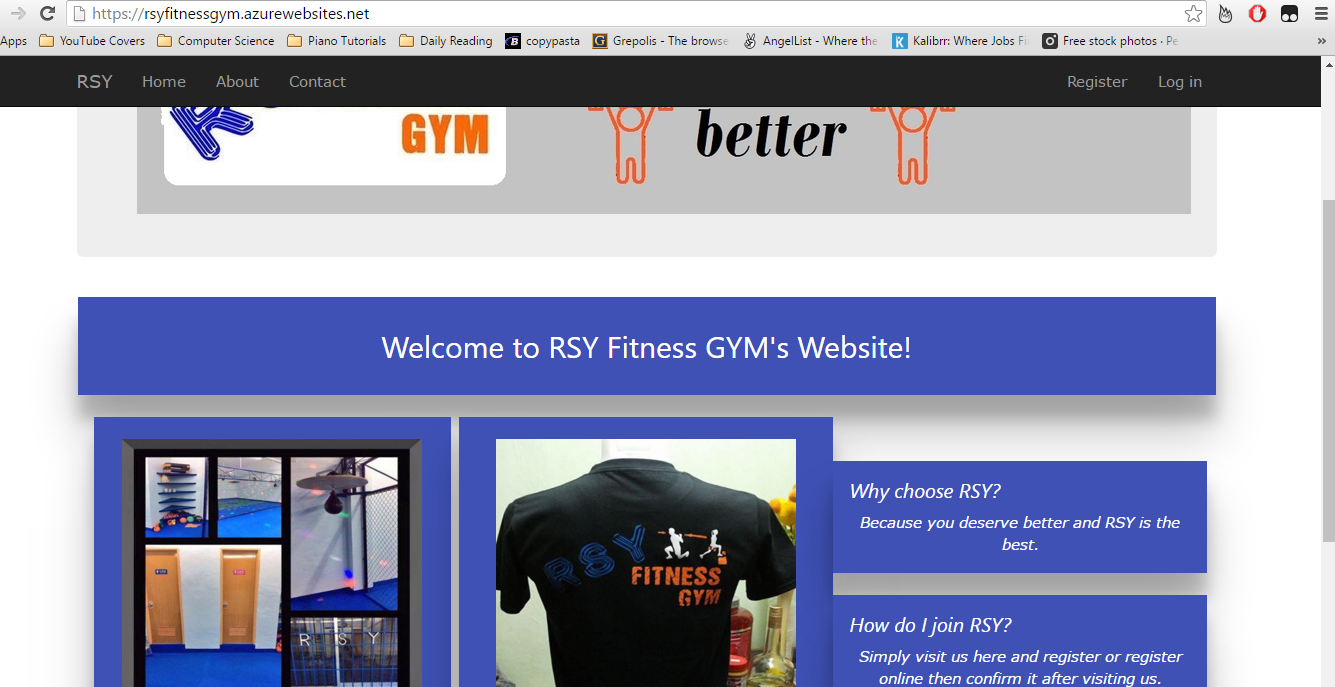 https://rsyfitnessgym.azurewebsites.net
Apps YouTube Covers Computer Science Piano Tutorials Daily Reading copypasta Grepolis - The browse AngelList - Where the Kalibrr: Where Jobs Fi Free stock photos · Pe »
RSY Home About Contact Register Log in
GYM
better
Welcome to RSY Fitness GYM's Website!
Why choose RSY?
Because you deserve better and RSY is the
best.
RSY
FITNESS
GYM
How do I join RSY?
Simply visit us here and register or register
online then confirm it after visiting us.
R S Y